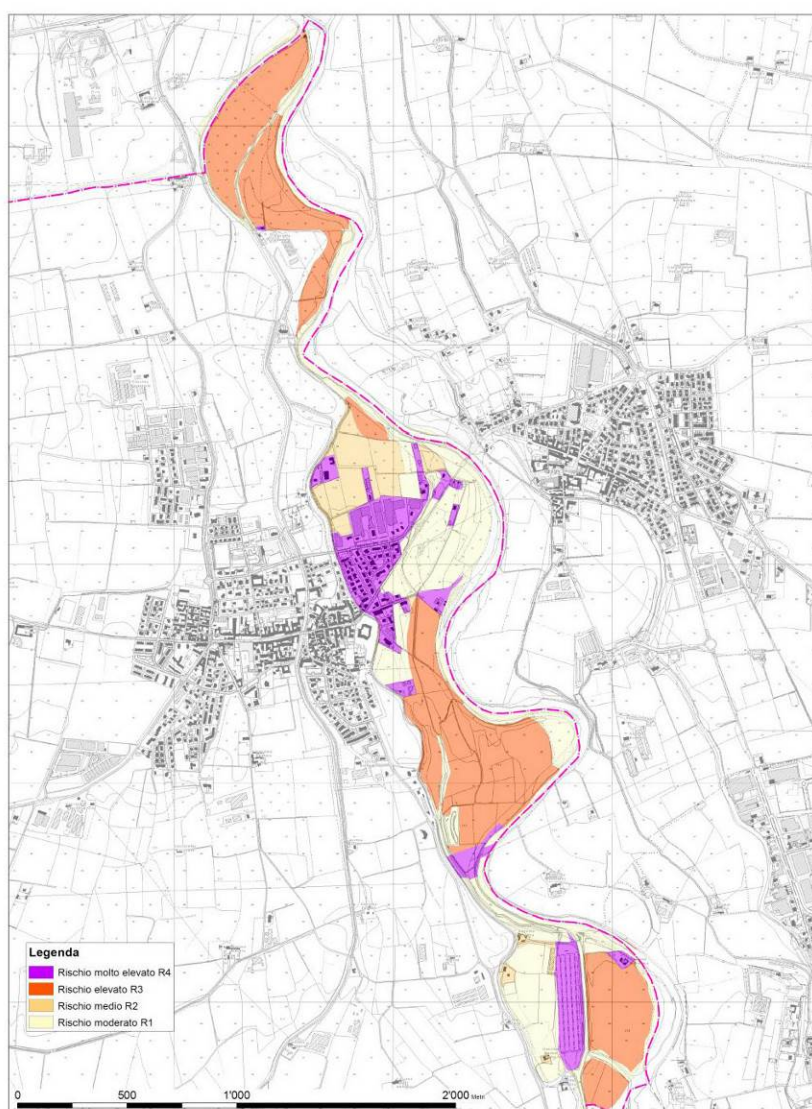 Legenda
Rischio molto elevato R4
Rischio elevato R3
Rischio medio R2
Rischio moderato R1
0 500 1'000 2'000 Metri